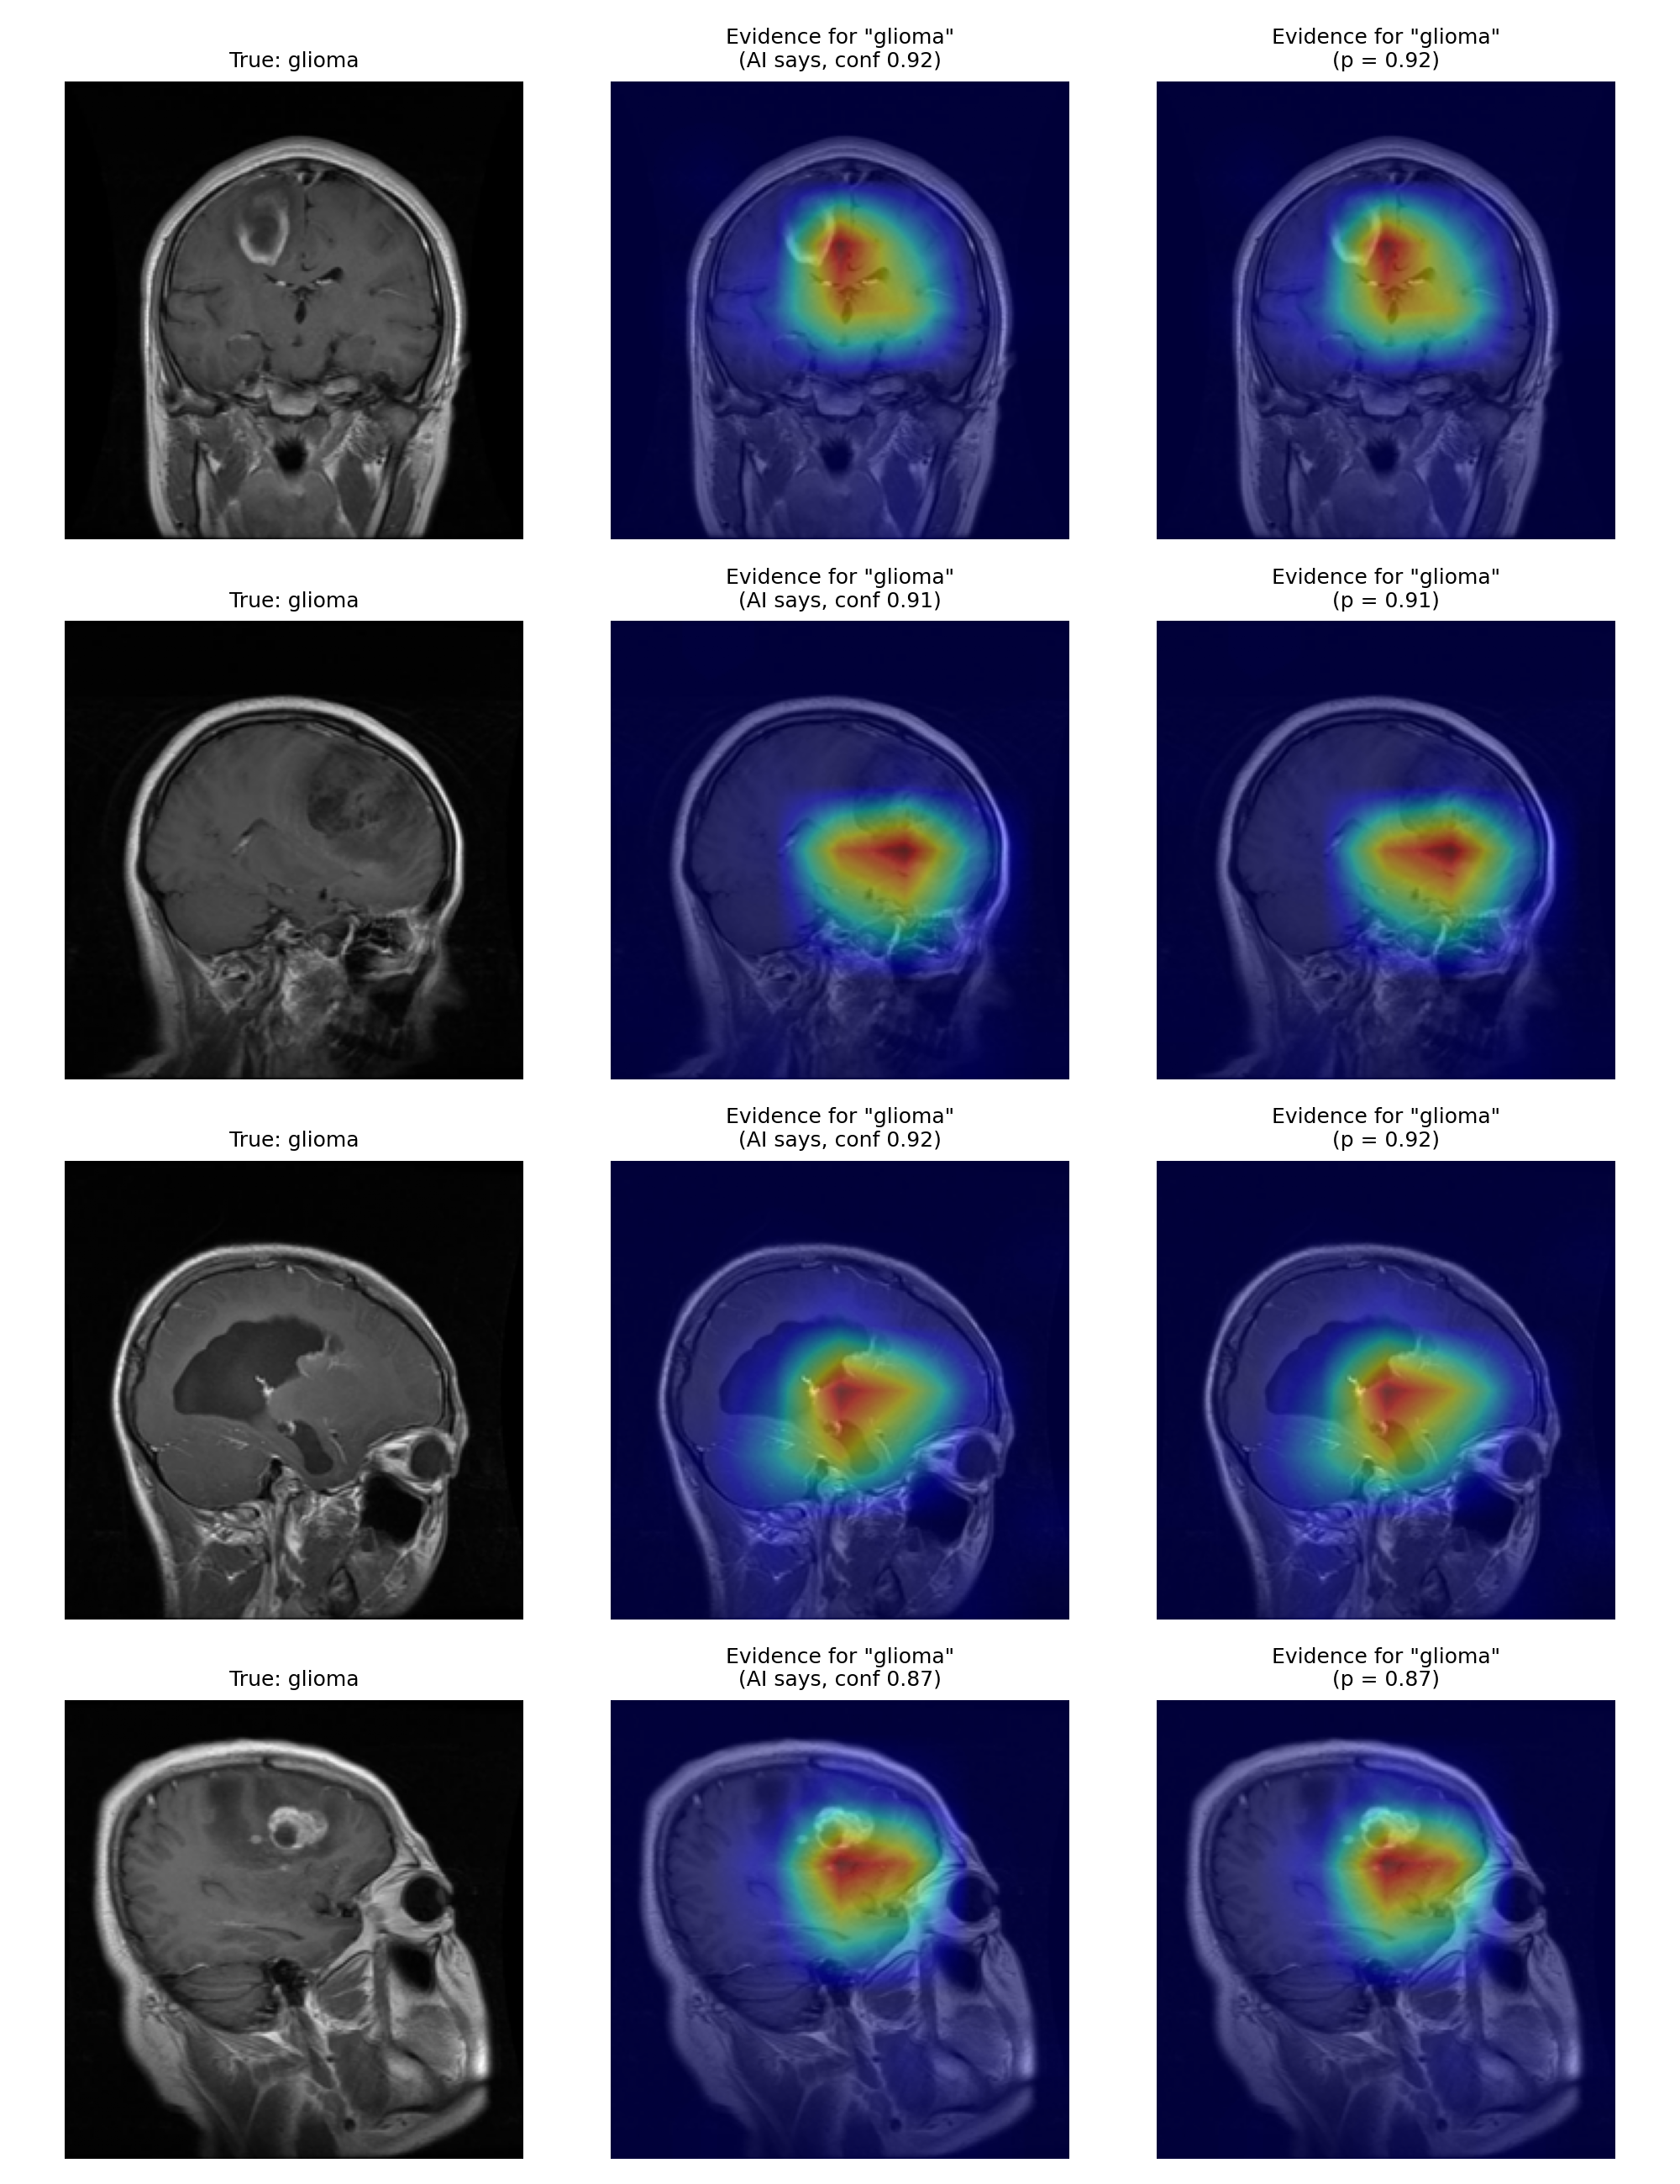 True: glioma
Evidence for "glioma"
(AI says, conf 0.92)
Evidence for "glioma"
(p = 0.92)
True: glioma
Evidence for "glioma"
(AI says, conf 0.91)
Evidence for "glioma"
(p = 0.91)
True: glioma
Evidence for "glioma"
(AI says, conf 0.92)
Evidence for "glioma"
(p = 0.92)
True: glioma
Evidence for "glioma"
(AI says, conf 0.87)
Evidence for "glioma"
(p = 0.87)